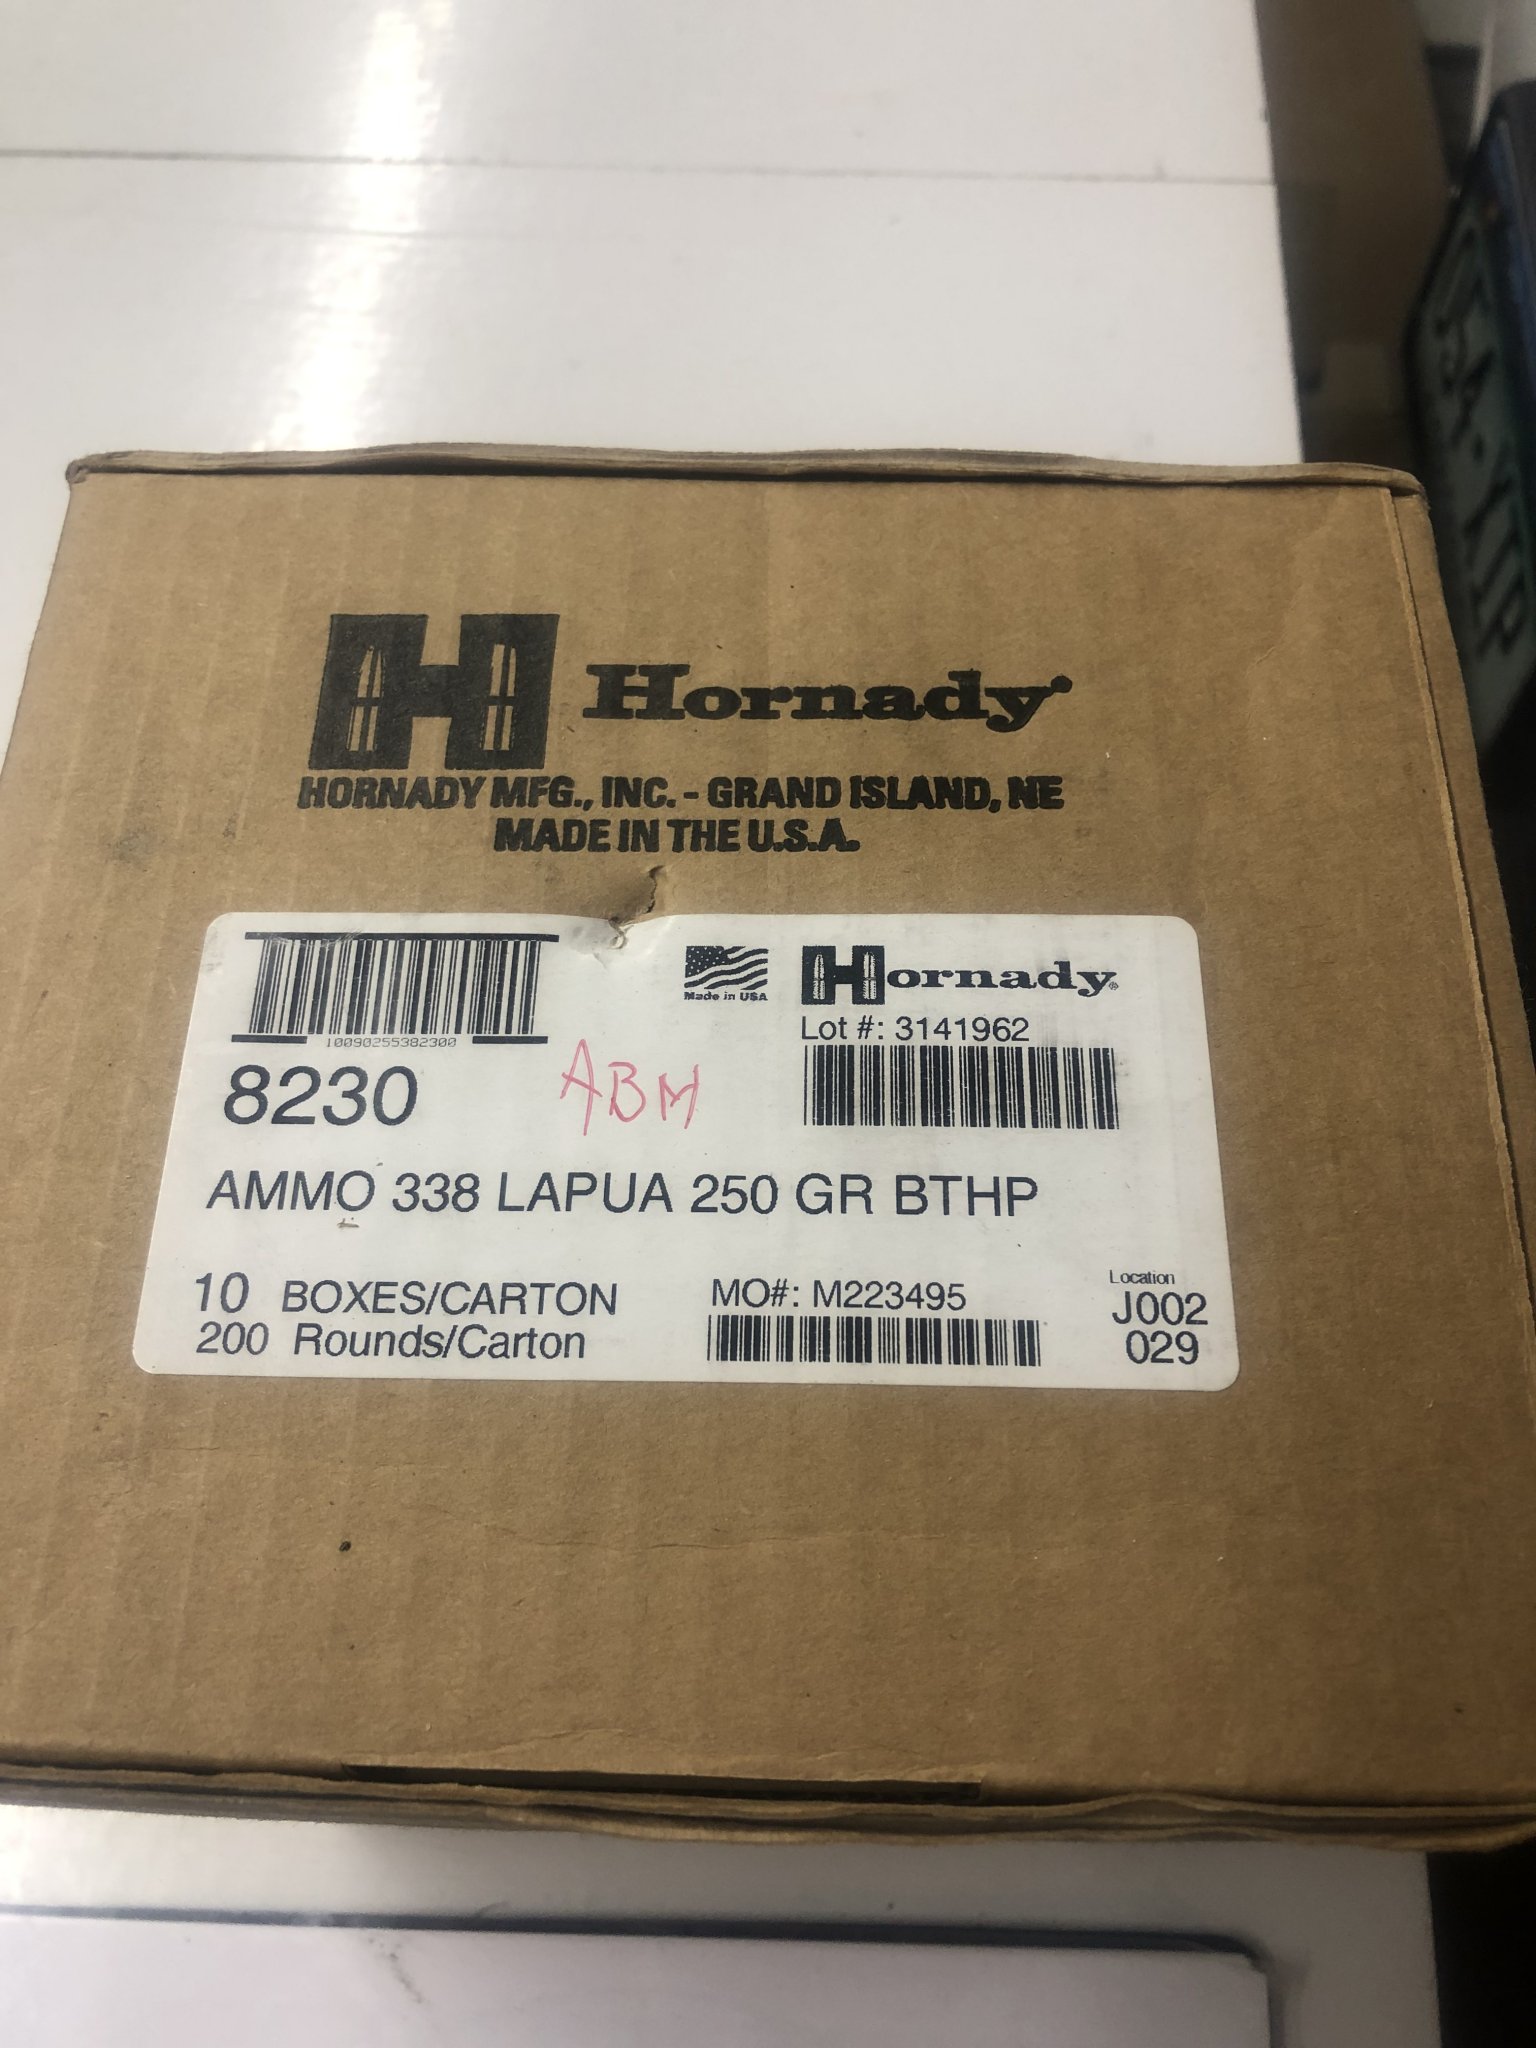 Hornady
HORNADY MFG., INC. - GRAND ISLAND, NE
MADE IN THE U.S.A.
10090255382300
Made in USA
Hornady
Lot #: 3141962
8230
ABM
AMMO 338 LAPUA 250 GR BTHP
10 BOXES/CARTON
200 Rounds/Carton
MO#: M223495
Location
J002
029